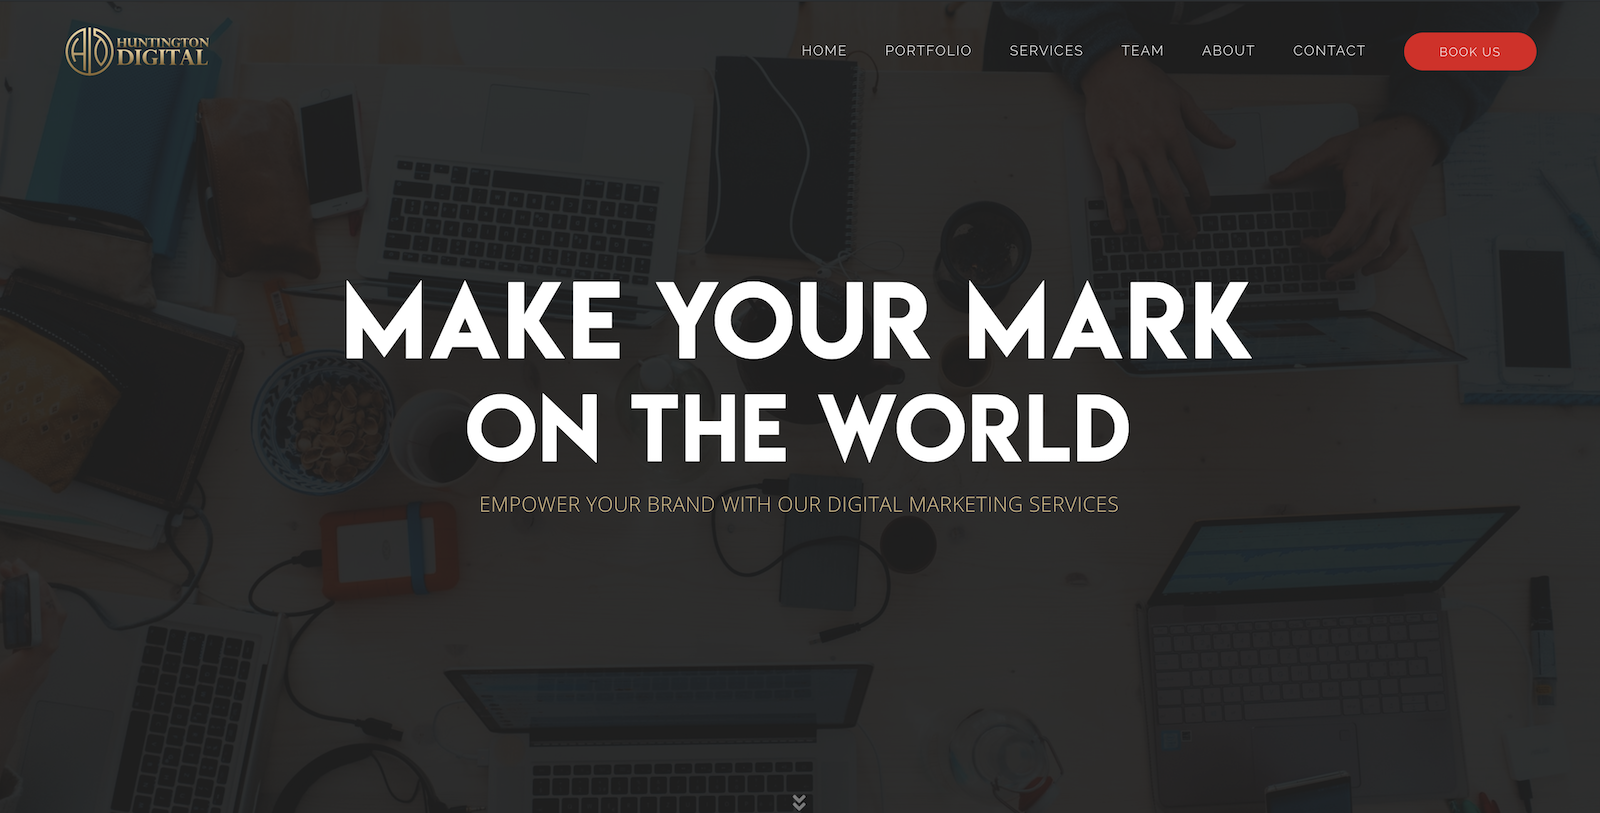 HUNTINGTON
DIGITAL
HOME PORTFOLIO SERVICES TEAM ABOUT CONTACT BOOK US
MAKE YOUR MARK
ON THE WORLD
EMPOWER YOUR BRAND WITH OUR DIGITAL MARKETING SERVICES